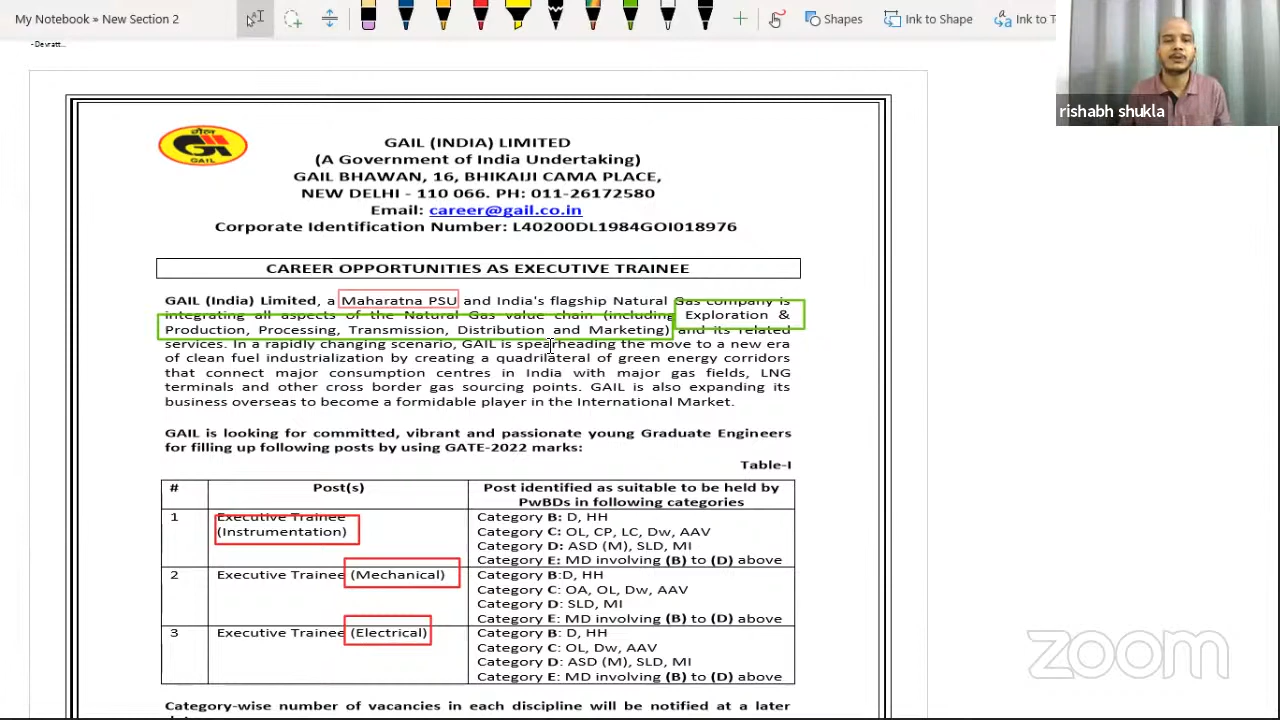 My Notebook » New Section 2
Shapes
Ink to Shape
Ink to Te
- Devratt...
rishabh shukla
गेल
GAIL
GAIL (INDIA) LIMITED
(A Government of India Undertaking)
GAIL BHAWAN, 16, BHIKAIJI CAMA PLACE,
NEW DELHI - 110 066. PH: 011-26172580
Email: career@gail.co.in
Corporate Identification Number: L40200DL1984GOI018976
CAREER OPPORTUNITIES AS EXECUTIVE TRAINEE
GAIL (India) Limited, a Maharatna PSU and India's flagship Natural Gas company is
integrating all aspects of the Natural Gas value chain (including Exploration &
Production, Processing, Transmission, Distribution and Marketing) and its related
services. In a rapidly changing scenario, GAIL is spearheading the move to a new era
of clean fuel industrialization by creating a quadrilateral of green energy corridors
that connect major consumption centres in India with major gas fields, LNG
terminals and other cross border gas sourcing points. GAIL is also expanding its
business overseas to become a formidable player in the International Market.
GAIL is looking for committed, vibrant and passionate young Graduate Engineers
for filling up following posts by using GATE-2022 marks:
Table-I
# Post(s) Post identified as suitable to be held by
PwBDs in following categories
1 Executive Trainee
(Instrumentation)
Category B: D, HH
Category C: OL, CP, LC, Dw, AAV
Category D: ASD (M), SLD, MI
Category E: MD involving (B) to (D) above
2 Executive Trainee (Mechanical)
Category B:D, HH
Category C: OA, OL, Dw, AAV
Category D: SLD, MI
Category E: MD involving (B) to (D) above
3 Executive Trainee (Electrical)
Category B: D, HH
Category C: OL, Dw, AAV
Category D: ASD (M), SLD, MI
Category E: MD involving (B) to (D) above
zoom
Category-wise number of vacancies in each discipline will be notified at a later